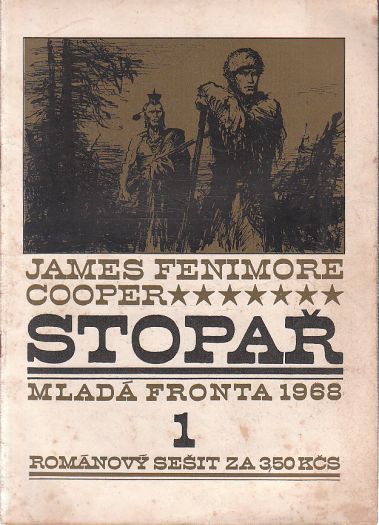 JAMES FENIMORE
COOPER★★★★★★★
STOPAŘ
MLADÁ FRONTA 1968
1
ROMÁNOVÝ SEŠIT ZA 3,50 KČS